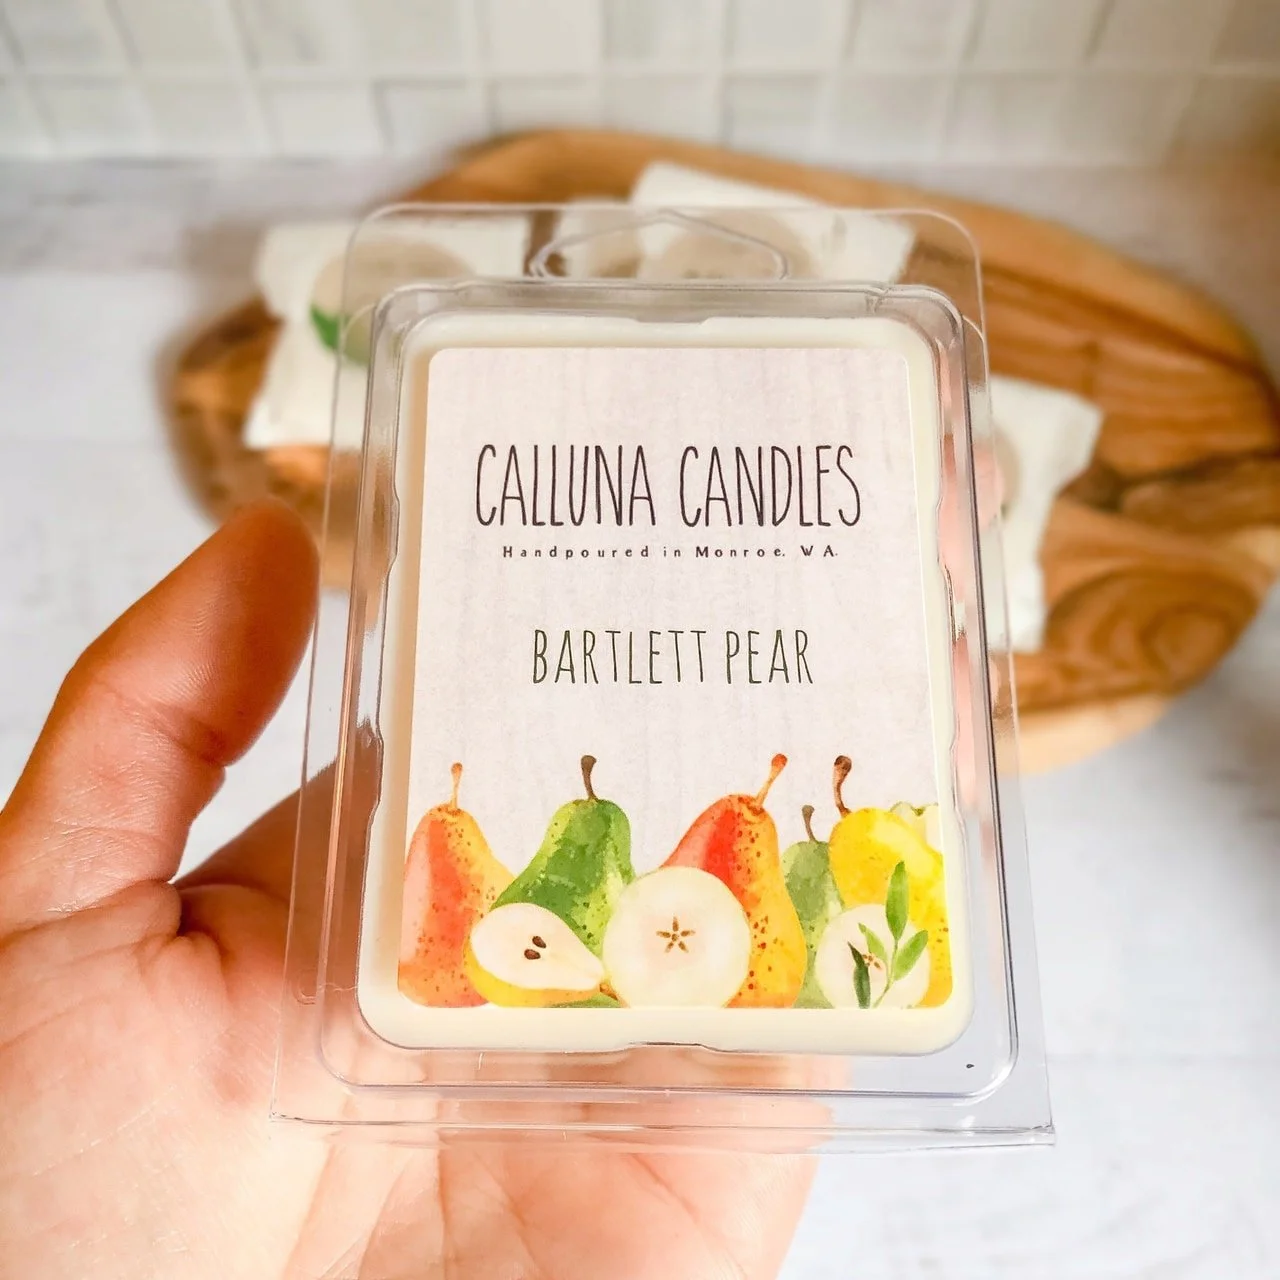 CALLUNA CANDLES
Handpoured in Monroe, WA.
BARTLETT PEAR